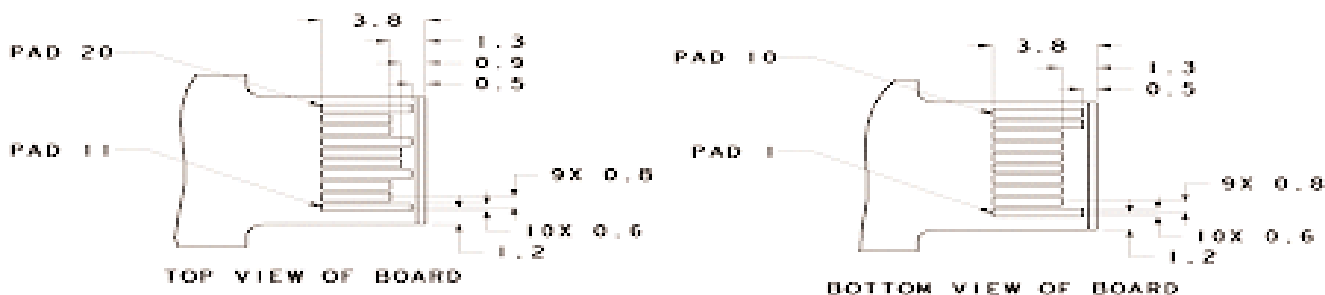 3.8
PAD 20
1.3
0.9
0.5
PAD 11
9X 0.8
10X 0.6
1.2
TOP VIEW OF BOARD
3.8
PAD 10
1.3
0.5
PAD 1
9X 0.8
10X 0.6
1.2
BOTTOM VIEW OF BOARD